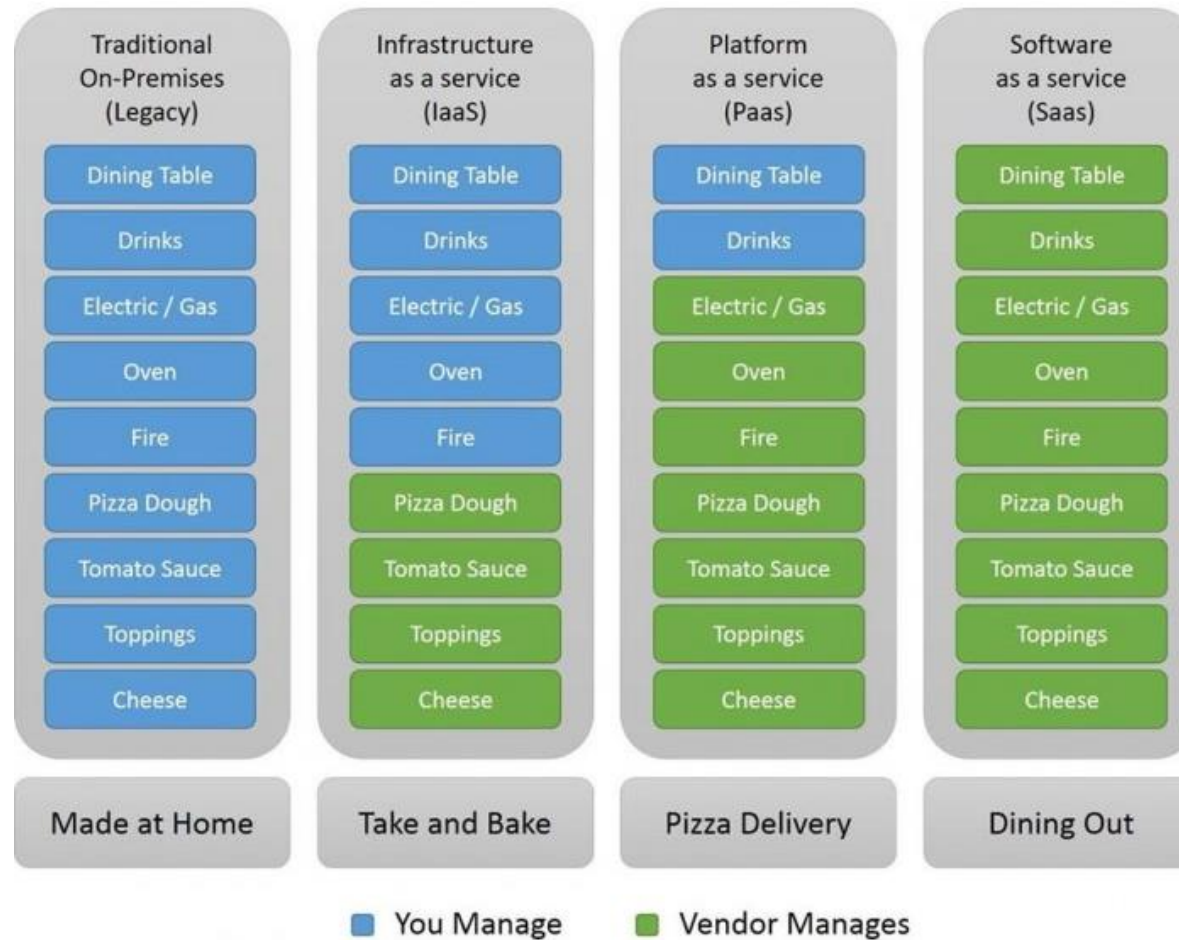 Traditional
On-Premises
(Legacy)
Dining Table
Drinks
Electric / Gas
Oven
Fire
Pizza Dough
Tomato Sauce
Toppings
Cheese
Made at Home
Infrastructure
as a service
(IaaS)
Dining Table
Drinks
Electric / Gas
Oven
Fire
Pizza Dough
Tomato Sauce
Toppings
Cheese
Take and Bake
Platform
as a service
(Paas)
Dining Table
Drinks
Electric / Gas
Oven
Fire
Pizza Dough
Tomato Sauce
Toppings
Cheese
Pizza Delivery
Software
as a service
(Saas)
Dining Table
Drinks
Electric / Gas
Oven
Fire
Pizza Dough
Tomato Sauce
Toppings
Cheese
Dining Out
You Manage
Vendor Manages